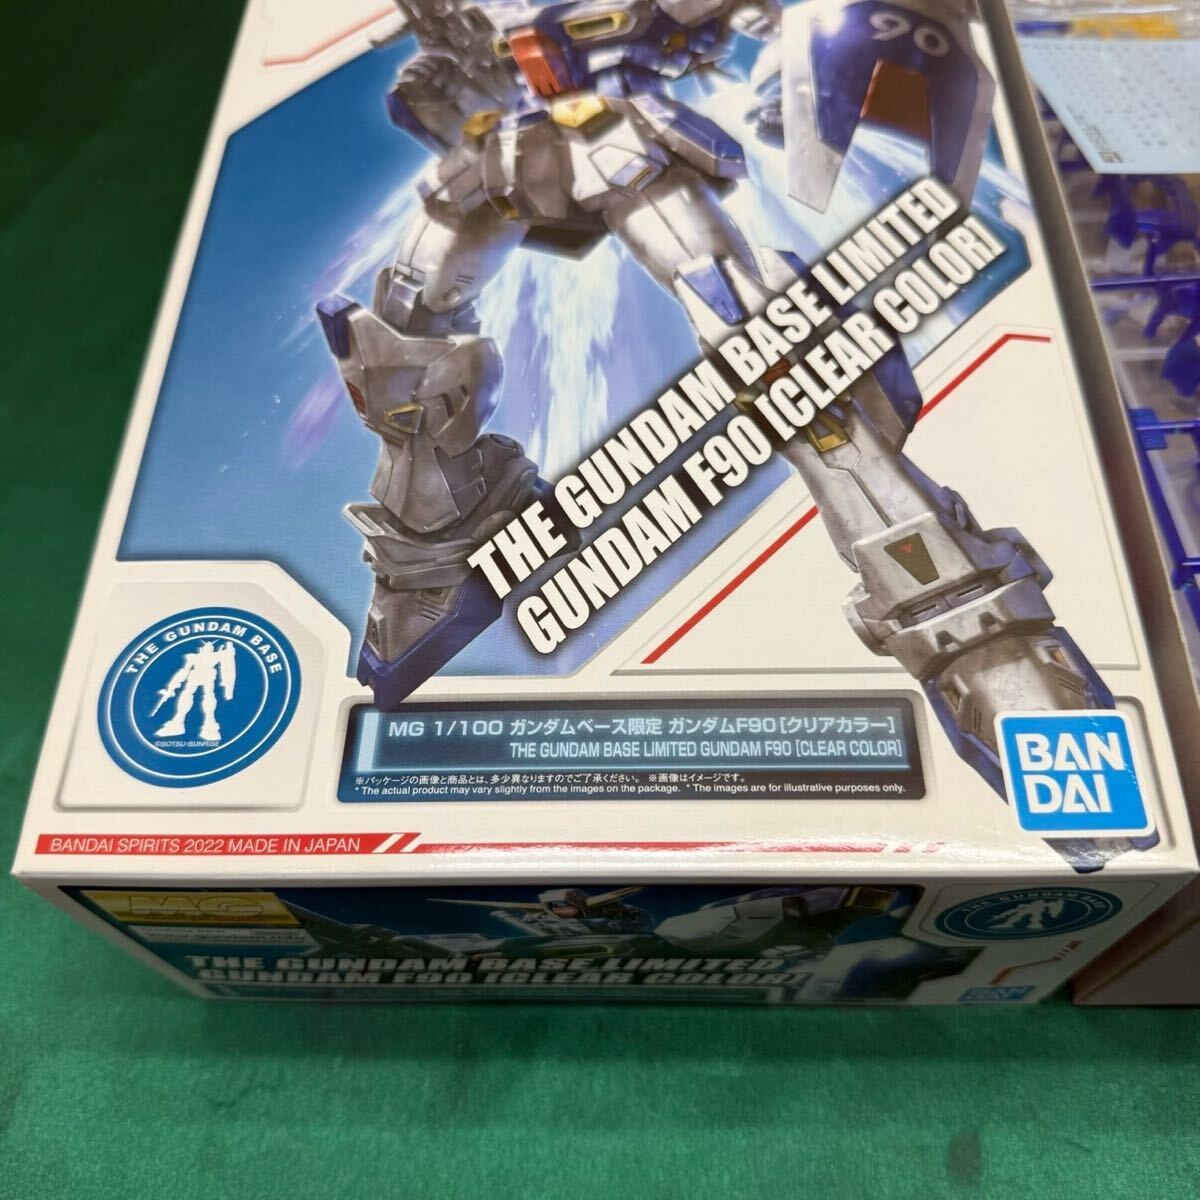 90
THE GUNDAM BASE LIMITED
GUNDAM F90 [CLEAR COLOR]
THE GUNDAM BASE
©SOTSU・SUNRISE
MG 1/100 ガンダムベース限定 ガンダムF90 [クリアカラー]
THE GUNDAM BASE LIMITED GUNDAM F90 [CLEAR COLOR]
※パッケージの画像と商品とは、多少異なりますのでご了承ください。 ※画像はイメージです。
* The actual product may vary slightly from the images on the package. * The images are for illustrative purposes only.
BAN
DAI
BANDAI SPIRITS 2022 MADE IN JAPAN
MG
THE GUNDAM BASE
THE GUNDAM BASE LIMITED
GUNDAM F90 [CLEAR COLOR]
BAN